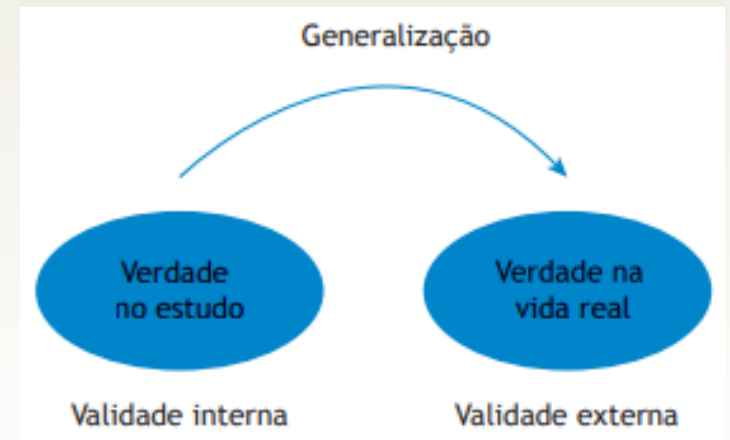 Generalização
Verdade
no estudo
Verdade na
vida real
Validade interna
Validade externa